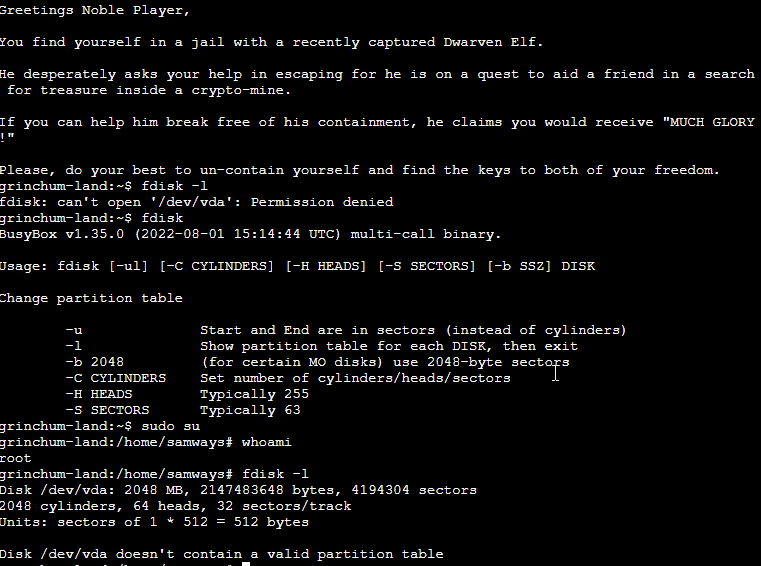 Greetings Noble Player,
You find yourself in a jail with a recently captured Dwarven Elf.
He desperately asks your help in escaping for he is on a quest to aid a friend in a search
for treasure inside a crypto-mine.
If you can help him break free of his containment, he claims you would receive "MUCH GLORY
!"
Please, do your best to un-contain yourself and find the keys to both of your freedom.
grinchum-land:~$ fdisk -l
fdisk: can't open '/dev/vda': Permission denied
grinchum-land:~$ fdisk
BusyBox v1.35.0 (2022-08-01 15:14:44 UTC) multi-call binary.
Usage: fdisk [-ul] [-C CYLINDERS] [-H HEADS] [-S SECTORS] [-b SSZ] DISK
Change partition table
-u Start and End are in sectors (instead of cylinders)
-l Show partition table for each DISK, then exit
-b 2048 (for certain MO disks) use 2048-byte sectors
-C CYLINDERS Set number of cylinders/heads/sectors
-H HEADS Typically 255
-S SECTORS Typically 63
grinchum-land:~$ sudo su
grinchum-land:/home/samways# whoami
root
grinchum-land:/home/samways# fdisk -l
Disk /dev/vda: 2048 MB, 2147483648 bytes, 4194304 sectors
2048 cylinders, 64 heads, 32 sectors/track
Units: sectors of 1 * 512 = 512 bytes
Disk /dev/vda doesn't contain a valid partition table